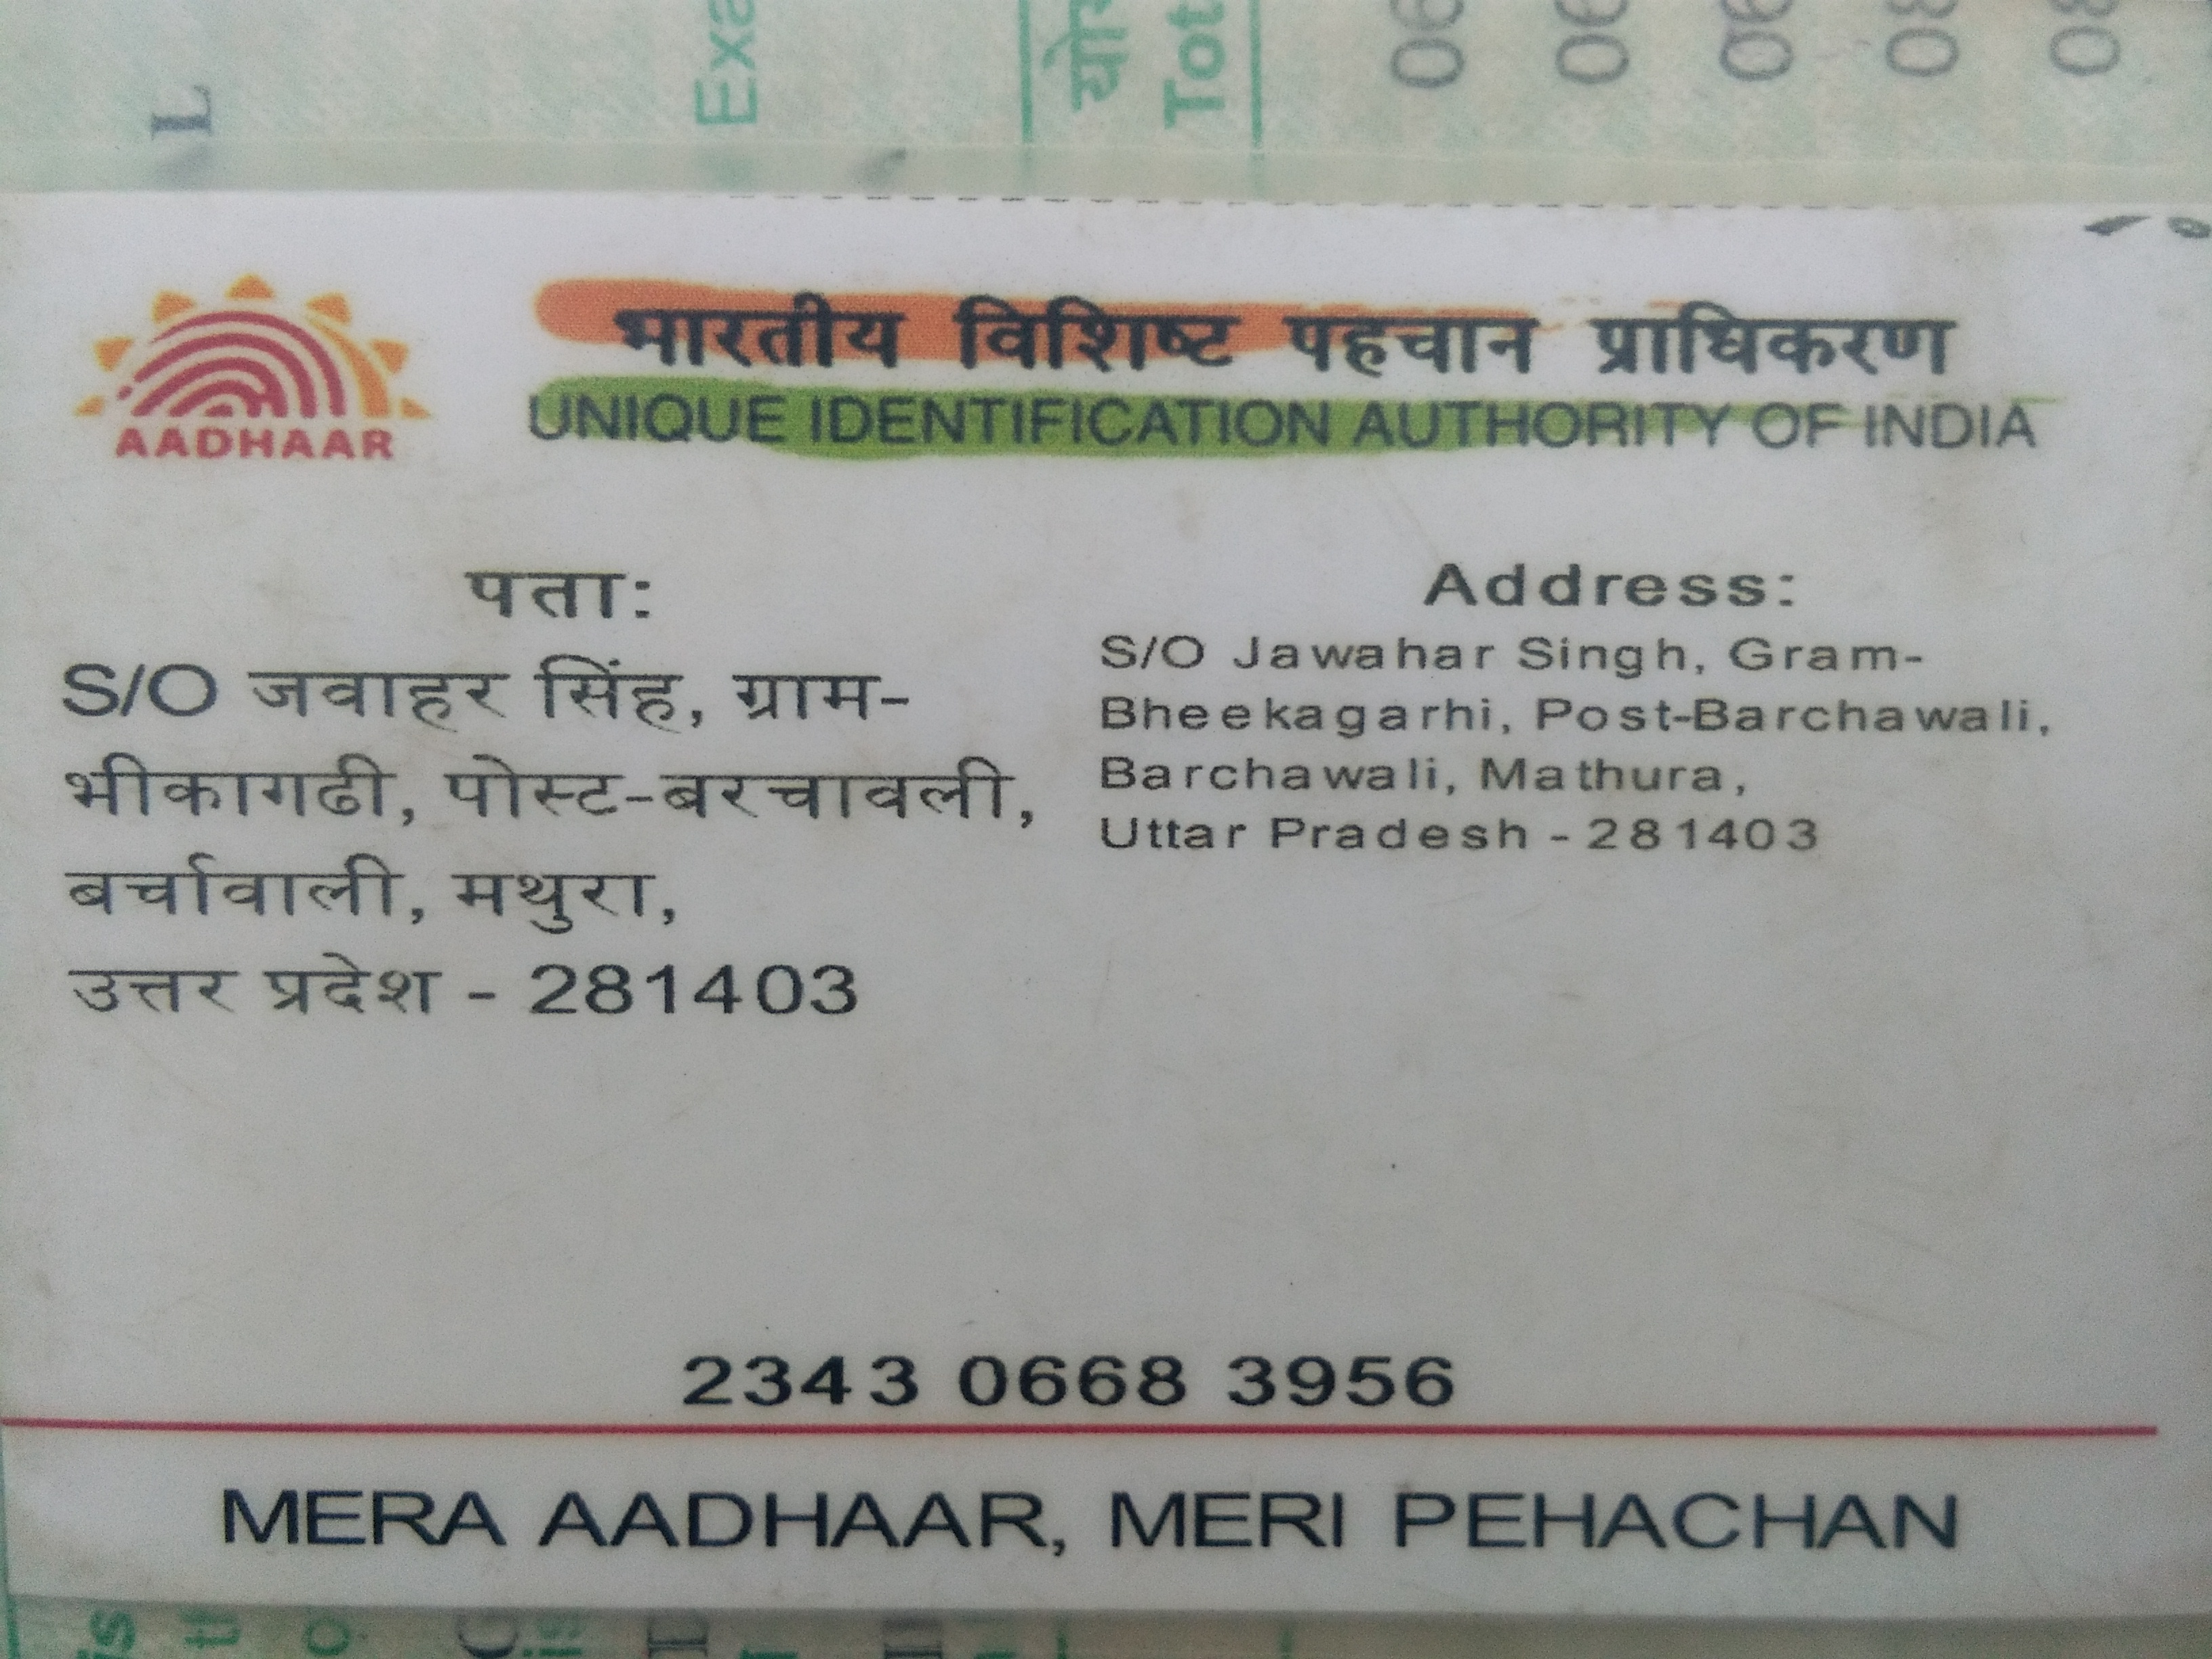 L
Exa
Tot
AADHAAR
भारतीय विशिष्ट पहचान प्राधिकरण
UNIQUE IDENTIFICATION AUTHORITY OF INDIA
पता:
S/O जवाहर सिंह, ग्राम-
भीकागढी, पोस्ट-बरचावली,
बर्चावाली, मथुरा,
उत्तर प्रदेश - 281403
Address:
S/O Jawahar Singh, Gram-
Bheekagarhi, Post-Barchawali,
Barchawali, Mathura,
Uttar Pradesh - 281403
2343 0668 3956
MERA AADHAAR, MERI PEHACHAN